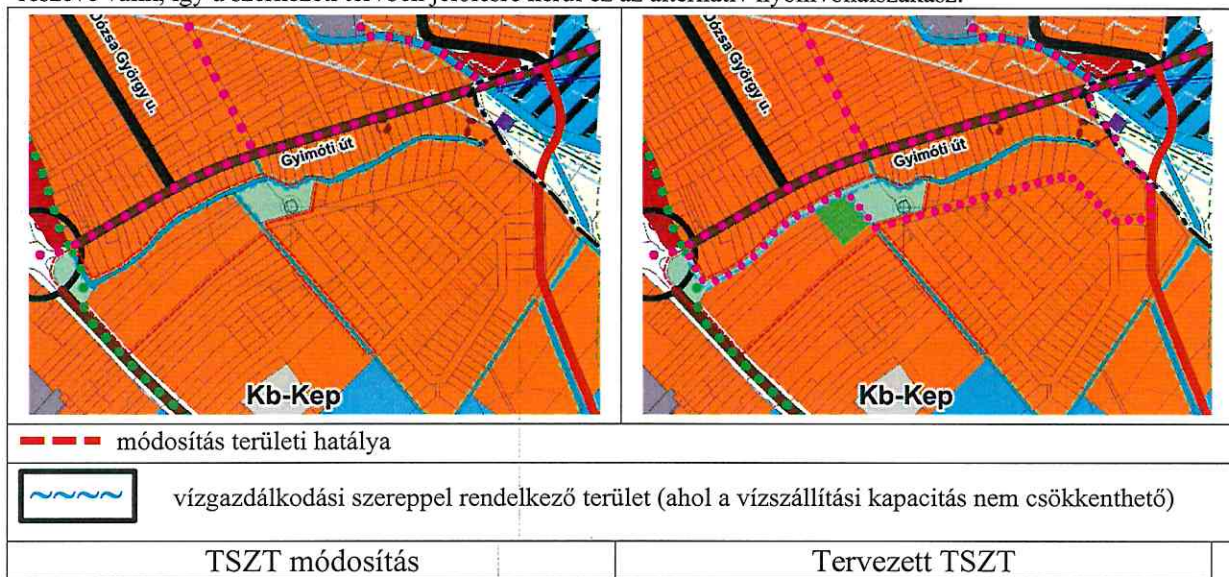 Dózsa György u.
Gyimóti út
Kb-Kep
Dózsa György u.
Gyimóti út
Kb-Kep
módosítás területi hatálya
vízgazdálkodási szereppel rendelkező terület (ahol a vízszállítási kapacitás nem csökkenthető)
TSZT módosítás
Tervezett TSZT